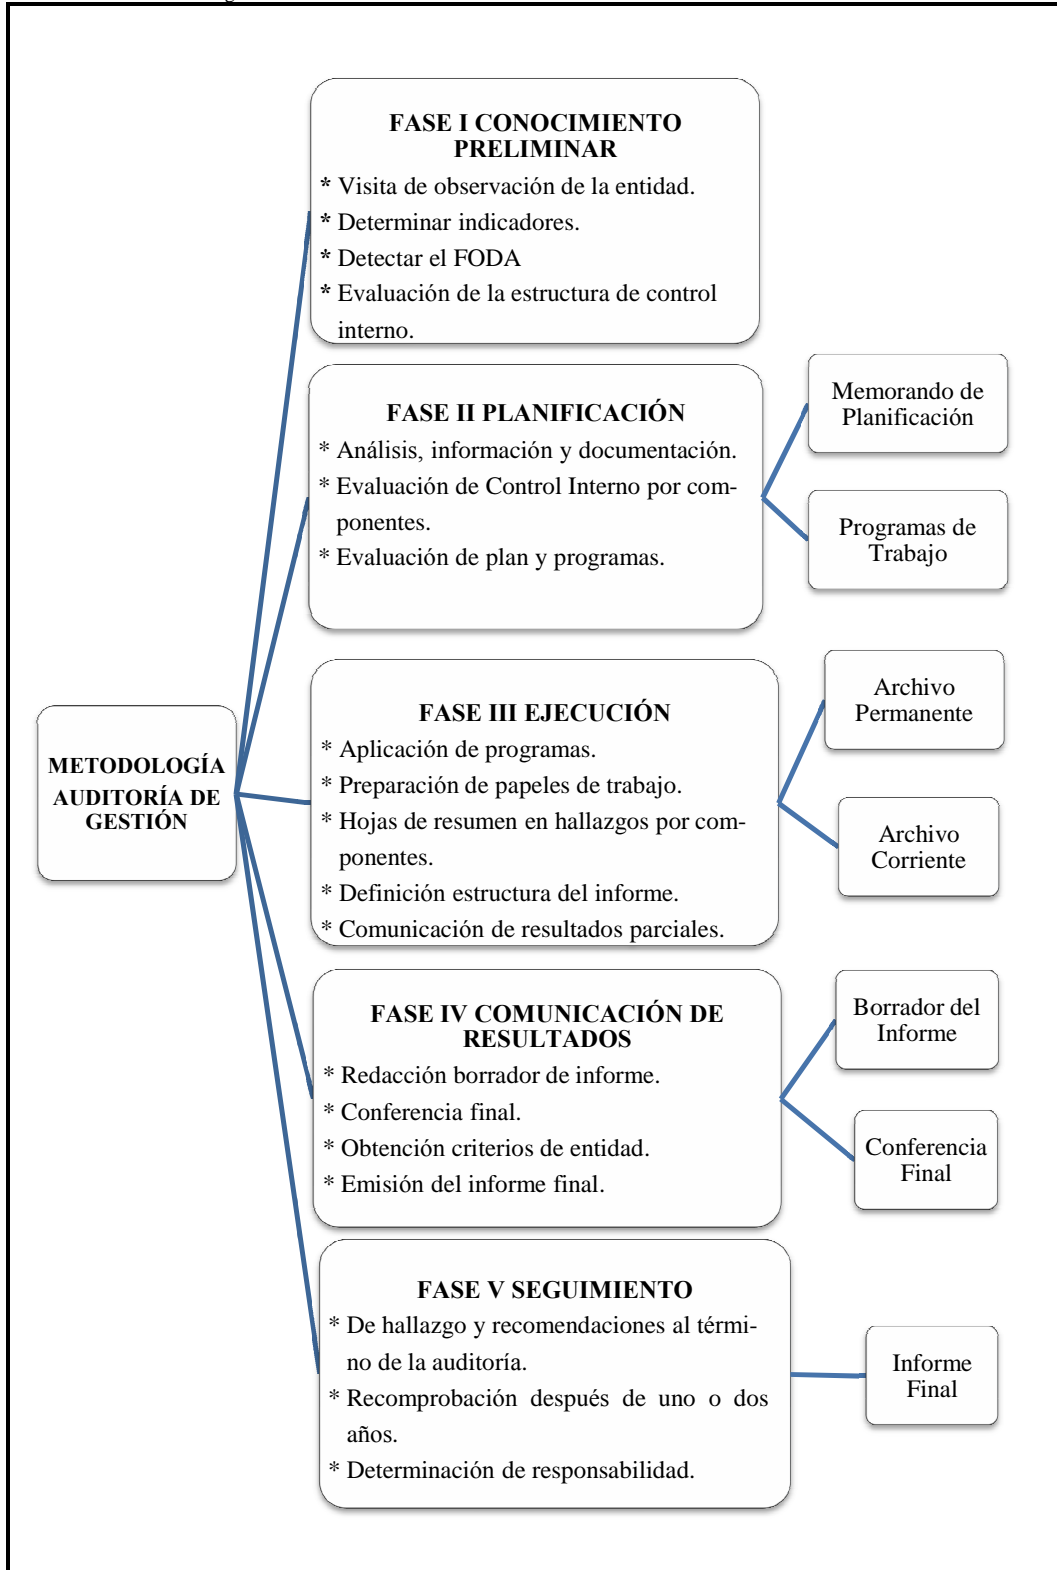 FASE I CONOCIMIENTO
PRELIMINAR
* Visita de observación de la entidad.
* Determinar indicadores.
* Detectar el FODA
* Evaluación de la estructura de control
interno.
FASE II PLANIFICACIÓN
* Análisis, información y documentación.
* Evaluación de Control Interno por com-
ponentes.
* Evaluación de plan y programas.
Memorando de
Planificación
Programas de
Trabajo
METODOLOGÍA
AUDITORÍA DE
GESTIÓN
FASE III EJECUCIÓN
* Aplicación de programas.
* Preparación de papeles de trabajo.
* Hojas de resumen en hallazgos por com-
ponentes.
* Definición estructura del informe.
* Comunicación de resultados parciales.
Archivo
Permanente
Archivo
Corriente
FASE IV COMUNICACIÓN DE
RESULTADOS
* Redacción borrador de informe.
* Conferencia final.
* Obtención criterios de entidad.
* Emisión del informe final.
Borrador del
Informe
Conferencia
Final
FASE V SEGUIMIENTO
* De hallazgo y recomendaciones al térmi-
no de la auditoría.
* Recomprobación después de uno o dos
años.
* Determinación de responsabilidad.
Informe
Final